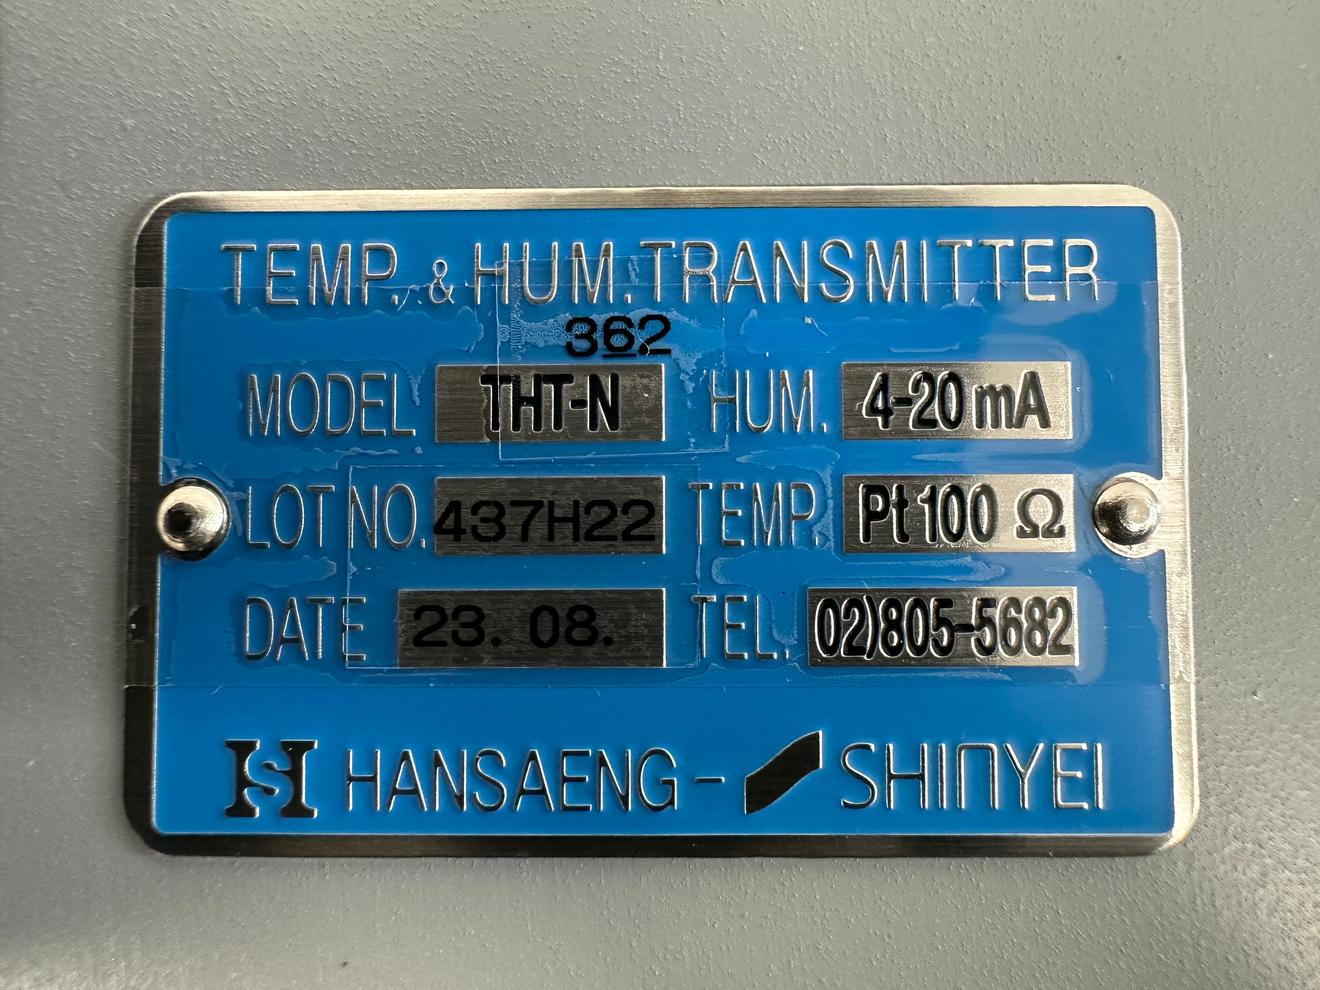 TEMP. & HUM. TRANSMITTER
362
MODEL THT-N HUM. 4-20 mA
LOT NO. 437H22 TEMP. Pt 100 Ω
DATE 23. 08. TEL. 02)805-5682
HS HANSAENG- SHINYEI